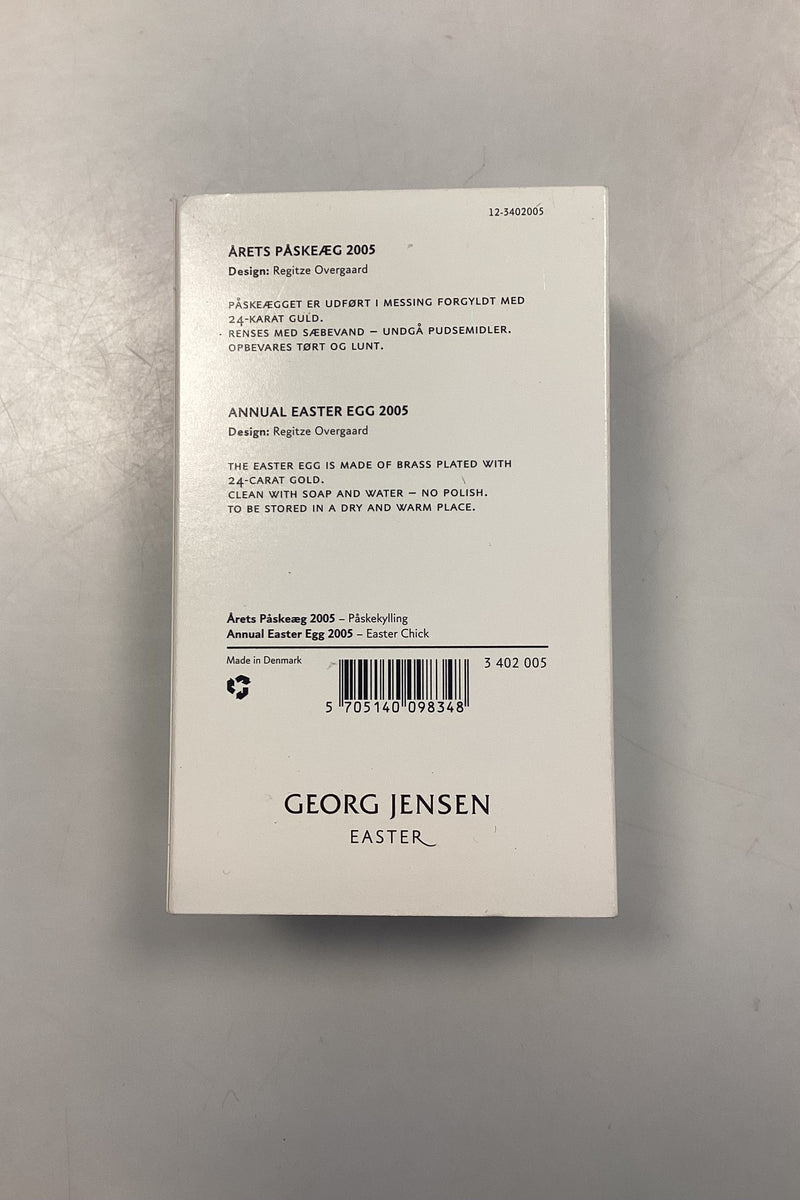 12-3402005
ÅRETS PÅSKEÆG 2005
Design: Regitze Overgaard
PÅSKEÆGGET ER UDFØRT I MESSING FORGYLDT MED
24-KARAT GULD.
RENSES MED SÆBEVAND – UNDGÅ PUDSEMIDLER.
OPBEVARES TØRT OG LUNT.
ANNUAL EASTER EGG 2005
Design: Regitze Overgaard
THE EASTER EGG IS MADE OF BRASS PLATED WITH
24-CARAT GOLD.
CLEAN WITH SOAP AND WATER – NO POLISH.
TO BE STORED IN A DRY AND WARM PLACE.
Årets Påskeæg 2005 – Påskekylling
Annual Easter Egg 2005 – Easter Chick
Made in Denmark
3 402 005
5 705140 098348
GEORG JENSEN
EASTER